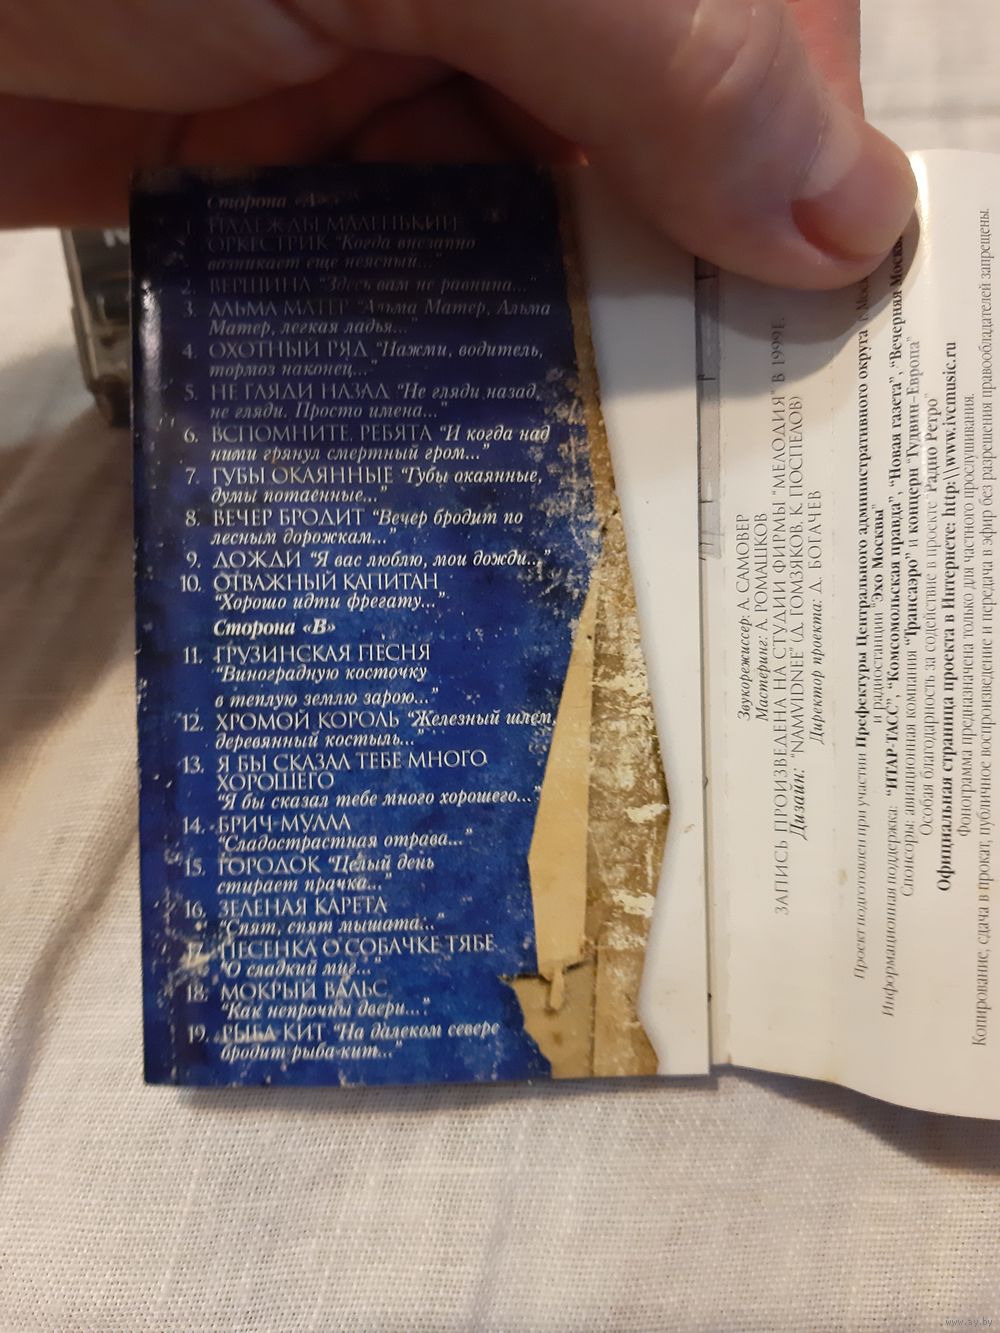 Сторона «А»
1. НАДЕЖДЫ МАЛЕНЬКИЙ
ОРКЕСТРИК "Когда внезапно
возникает еще неясный..."
2. ВЕРШИНА "Здесь вам не равнина..."
3. АЛЬМА МАТЕР "Альма Матер, Альма
Матер, легкая ладья..."
4. ОХОТНЫЙ РЯД "Нажми, водитель,
тормоз наконец..."
5. НЕ ГЛЯДИ НАЗАД "Не гляди назад,
не гляди. Просто имена..."
6. ВСПОМНИТЕ, РЕБЯТА "И когда над
ними грянул смертный гром..."
7. ГУБЫ ОКАЯННЫЕ "Губы окаянные,
думы потаенные..."
8. ВЕЧЕР БРОДИТ "Вечер бродит по
лесным дорожкам..."
9. ДОЖДИ "Я вас люблю, мои дожди..."
10. ОТВАЖНЫЙ КАПИТАН
"Хорошо идти фрегату..."
Сторона «В»
11. ГРУЗИНСКАЯ ПЕСНЯ
"Виноградную косточку
в теплую землю зарою..."
12. ХРОМОЙ КОРОЛЬ "Железный шлем,
деревянный костыль..."
13. Я БЫ СКАЗАЛ ТЕБЕ МНОГО
ХОРОШЕГО
"Я бы сказал тебе много хорошего..."
14. БРИЧ-МУЛЛА
"Сладострастная отрава..."
15. ГОРОДОК "Целый день
стирает прачка..."
16. ЗЕЛЕНАЯ КАРЕТА
"Спят, спят мышата..."
17. ПЕСЕНКА О СОБАЧКЕ ТЯБЕ
"О сладкий миг..."
18. МОКРЫЙ ВАЛЬС
"Как непрочны двери..."
19. РЫБА-КИТ "На далеком севере
бродит рыба-кит..."
Звукорежиссер: А. САМОВЕР
Мастеринг: А. РОМАШКОВ
ЗАПИСЬ ПРОИЗВЕДЕНА НА СТУДИИ ФИРМЫ "МЕЛОДИЯ" В 1999Г.
Дизайн: "NAMVIDNEE" (Д. ГОМЗЯКОВ, К. ПОСПЕЛОВ)
Директор проекта: Д. БОГАЧЕВ
Проект подготовлен при участии Префектуры Центрального административного округа г. Мос
Информационная поддержка: "ИТАР-ТАСС", "Комсомольская правда", "Новая газета", "Вечерняя Москва"
и радиостанции "Эхо Москвы"
Спонсоры: авиационная компания "Трансаэро" и концерн "Гудвин-Европа"
Особая благодарность за содействие в проекте "Радио Ретро"
Официальная страница проекта в Интернете: http:\\www.ivcmusic.ru
Фонограмма предназначена только для частного прослушивания.
Копирование, сдача в прокат, публичное воспроизведение и передача в эфир без разрешения правообладателей запрещены.
www.ay.by